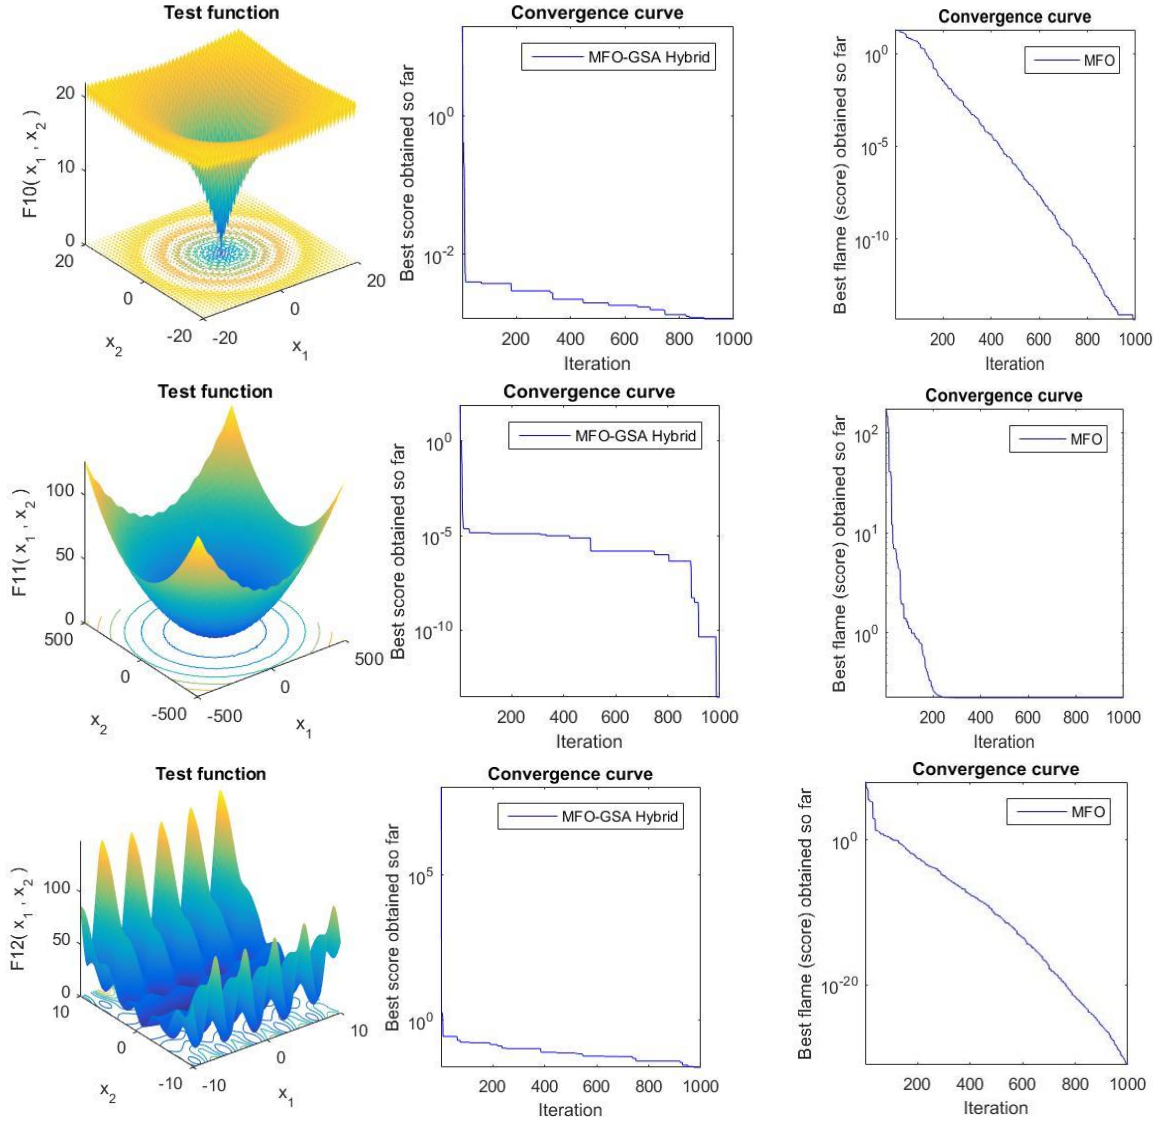 Test function
Convergence curve
Convergence curve
F10( x1 , x2 )
20
10
0
20
0
-20
-20
0
20
x2
x1
Best score obtained so far
10^0
10^-2
MFO-GSA Hybrid
200 400 600 800 1000
Iteration
Best flame (score) obtained so far
10^0
10^-5
10^-10
MFO
200 400 600 800 1000
Iteration
Test function
Convergence curve
Convergence curve
F11( x1 , x2 )
100
50
0
500
0
-500
-500
0
500
x2
x1
Best score obtained so far
10^0
10^-5
10^-10
MFO-GSA Hybrid
200 400 600 800 1000
Iteration
Best flame (score) obtained so far
10^2
10^1
10^0
MFO
200 400 600 800 1000
Iteration
Test function
Convergence curve
Convergence curve
F12( x1 , x2 )
100
50
0
10
0
-10
-10
0
10
x2
x1
Best score obtained so far
10^5
10^0
MFO-GSA Hybrid
200 400 600 800 1000
Iteration
Best flame (score) obtained so far
10^0
10^-20
MFO
200 400 600 800 1000
Iteration